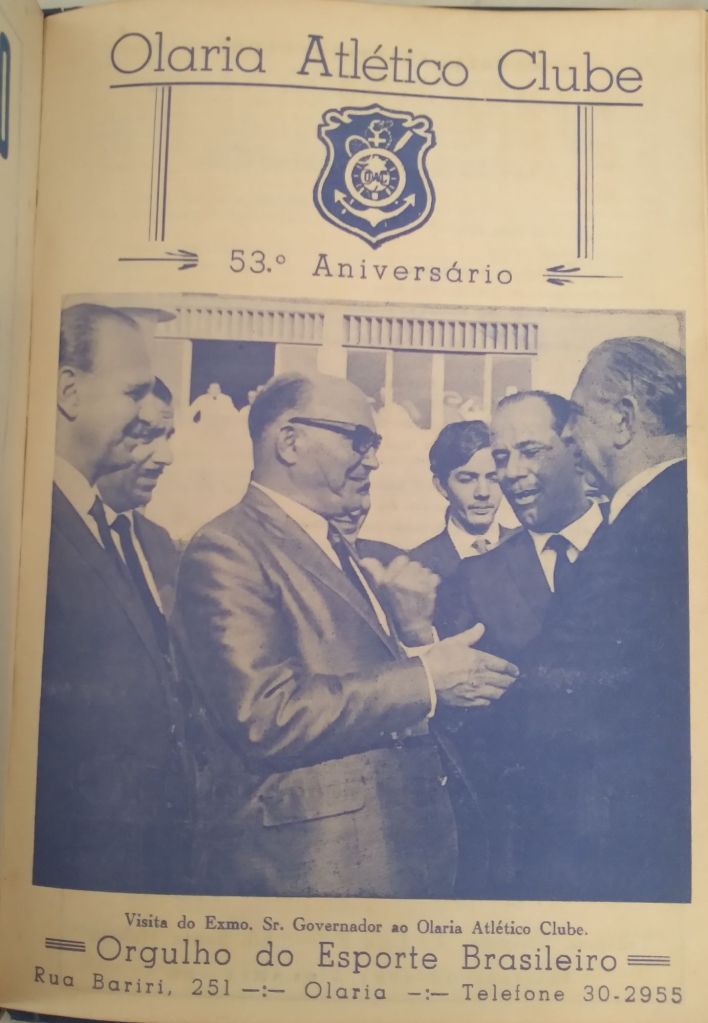 Olaria Atlético Clube
OAC
53.º Aniversário
Visita do Exmo. Sr. Governador ao Olaria Atlético Clube.
Orgulho do Esporte Brasileiro
Rua Bariri, 251 —:— Olaria —:— Telefone 30-2955